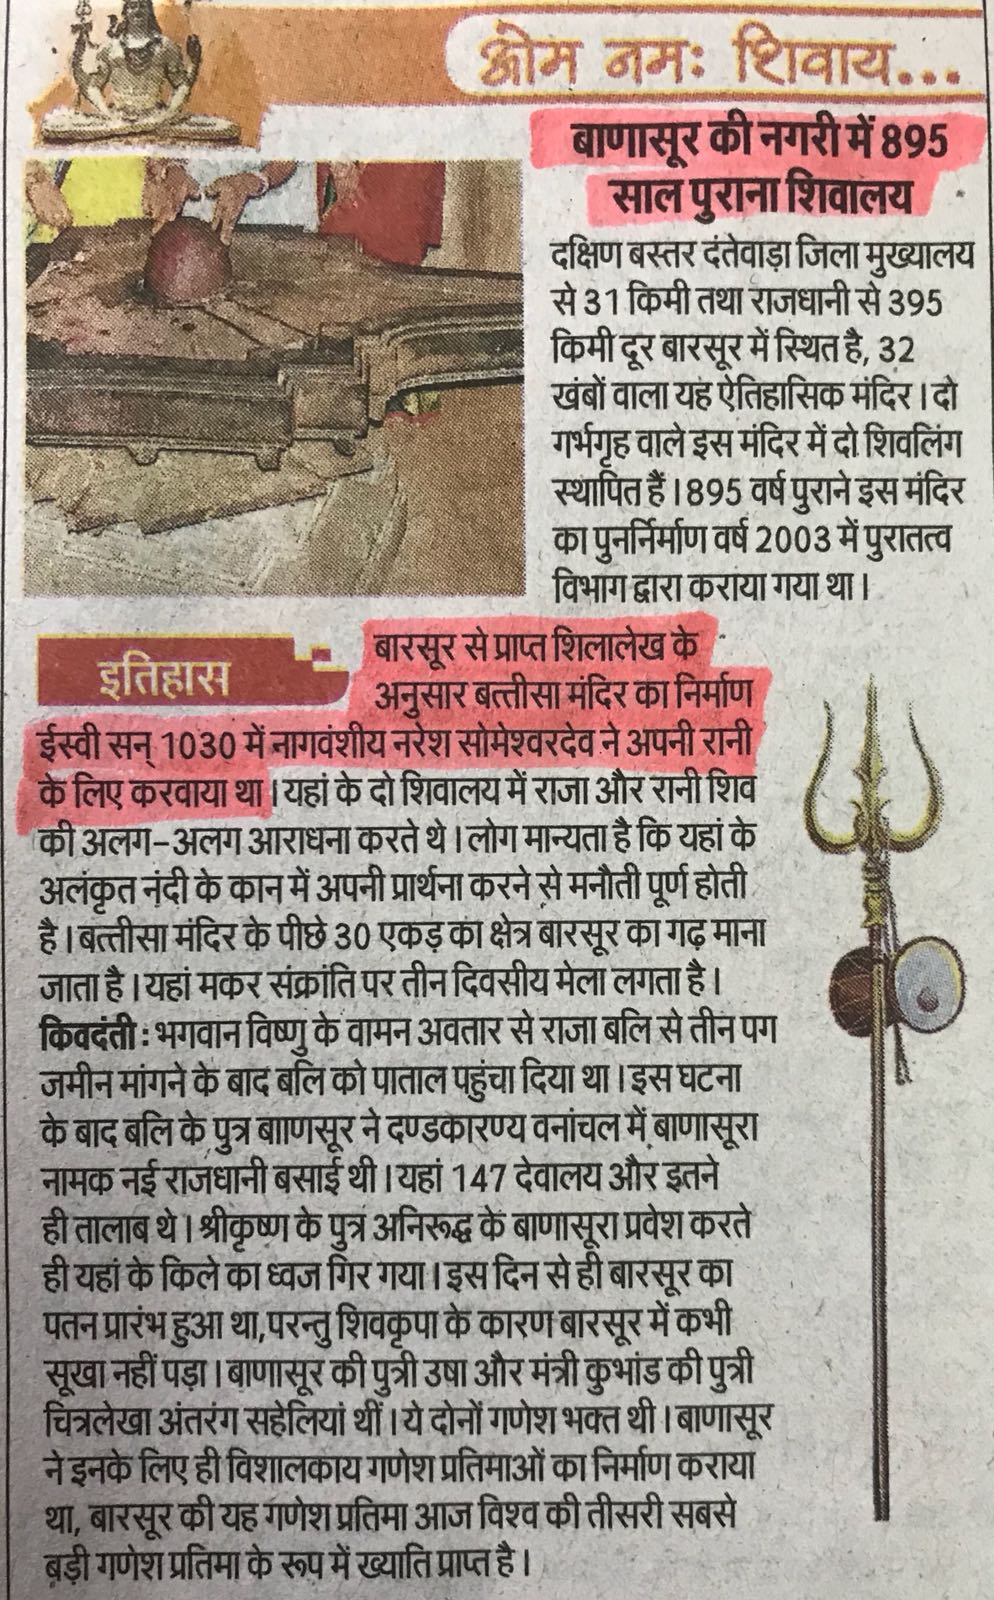 ओम नमः शिवाय...
बाणासूर की नगरी में 895
साल पुराना शिवालय
दक्षिण बस्तर दंतेवाड़ा जिला मुख्यालय
से 31 किमी तथा राजधानी से 395
किमी दूर बारसूर में स्थित है, 32
खंबों वाला यह ऐतिहासिक मंदिर । दो
गर्भगृह वाले इस मंदिर में दो शिवलिंग
स्थापित हैं । 895 वर्ष पुराने इस मंदिर
का पुनर्निर्माण वर्ष 2003 में पुरातत्व
विभाग द्वारा कराया गया था ।
इतिहास
बारसूर से प्राप्त शिलालेख के
अनुसार बत्तीसा मंदिर का निर्माण
ईस्वी सन् 1030 में नागवंशीय नरेश सोमेश्वरदेव ने अपनी रानी
के लिए करवाया था । यहां के दो शिवालय में राजा और रानी शिव
की अलग-अलग आराधना करते थे । लोग मान्यता है कि यहां के
अलंकृत नंदी के कान में अपनी प्रार्थना करने से मनौती पूर्ण होती
है । बत्तीसा मंदिर के पीछे 30 एकड़ का क्षेत्र बारसूर का गढ़ माना
जाता है । यहां मकर संक्रांति पर तीन दिवसीय मेला लगता है ।
किवदंती : भगवान विष्णु के वामन अवतार से राजा बलि से तीन पग
जमीन मांगने के बाद बलि को पाताल पहुंचा दिया था । इस घटना
के बाद बलि के पुत्र बााणसूर ने दण्डकारण्य वनांचल में बाणासूरा
नामक नई राजधानी बसाई थी । यहां 147 देवालय और इतने
ही तालाब थे । श्रीकृष्ण के पुत्र अनिरूद्ध के बाणासूरा प्रवेश करते
ही यहां के किले का ध्वज गिर गया । इस दिन से ही बारसूर का
पतन प्रारंभ हुआ था, परन्तु शिवकृपा के कारण बारसूर में कभी
सूखा नहीं पड़ा । बाणासूर की पुत्री उषा और मंत्री कुभांड की पुत्री
चित्रलेखा अंतरंग सहेलियां थीं । ये दोनों गणेश भक्त थी । बाणासूर
ने इनके लिए ही विशालकाय गणेश प्रतिमाओं का निर्माण कराया
था, बारसूर की यह गणेश प्रतिमा आज विश्व की तीसरी सबसे
बड़ी गणेश प्रतिमा के रूप में ख्याति प्राप्त है ।